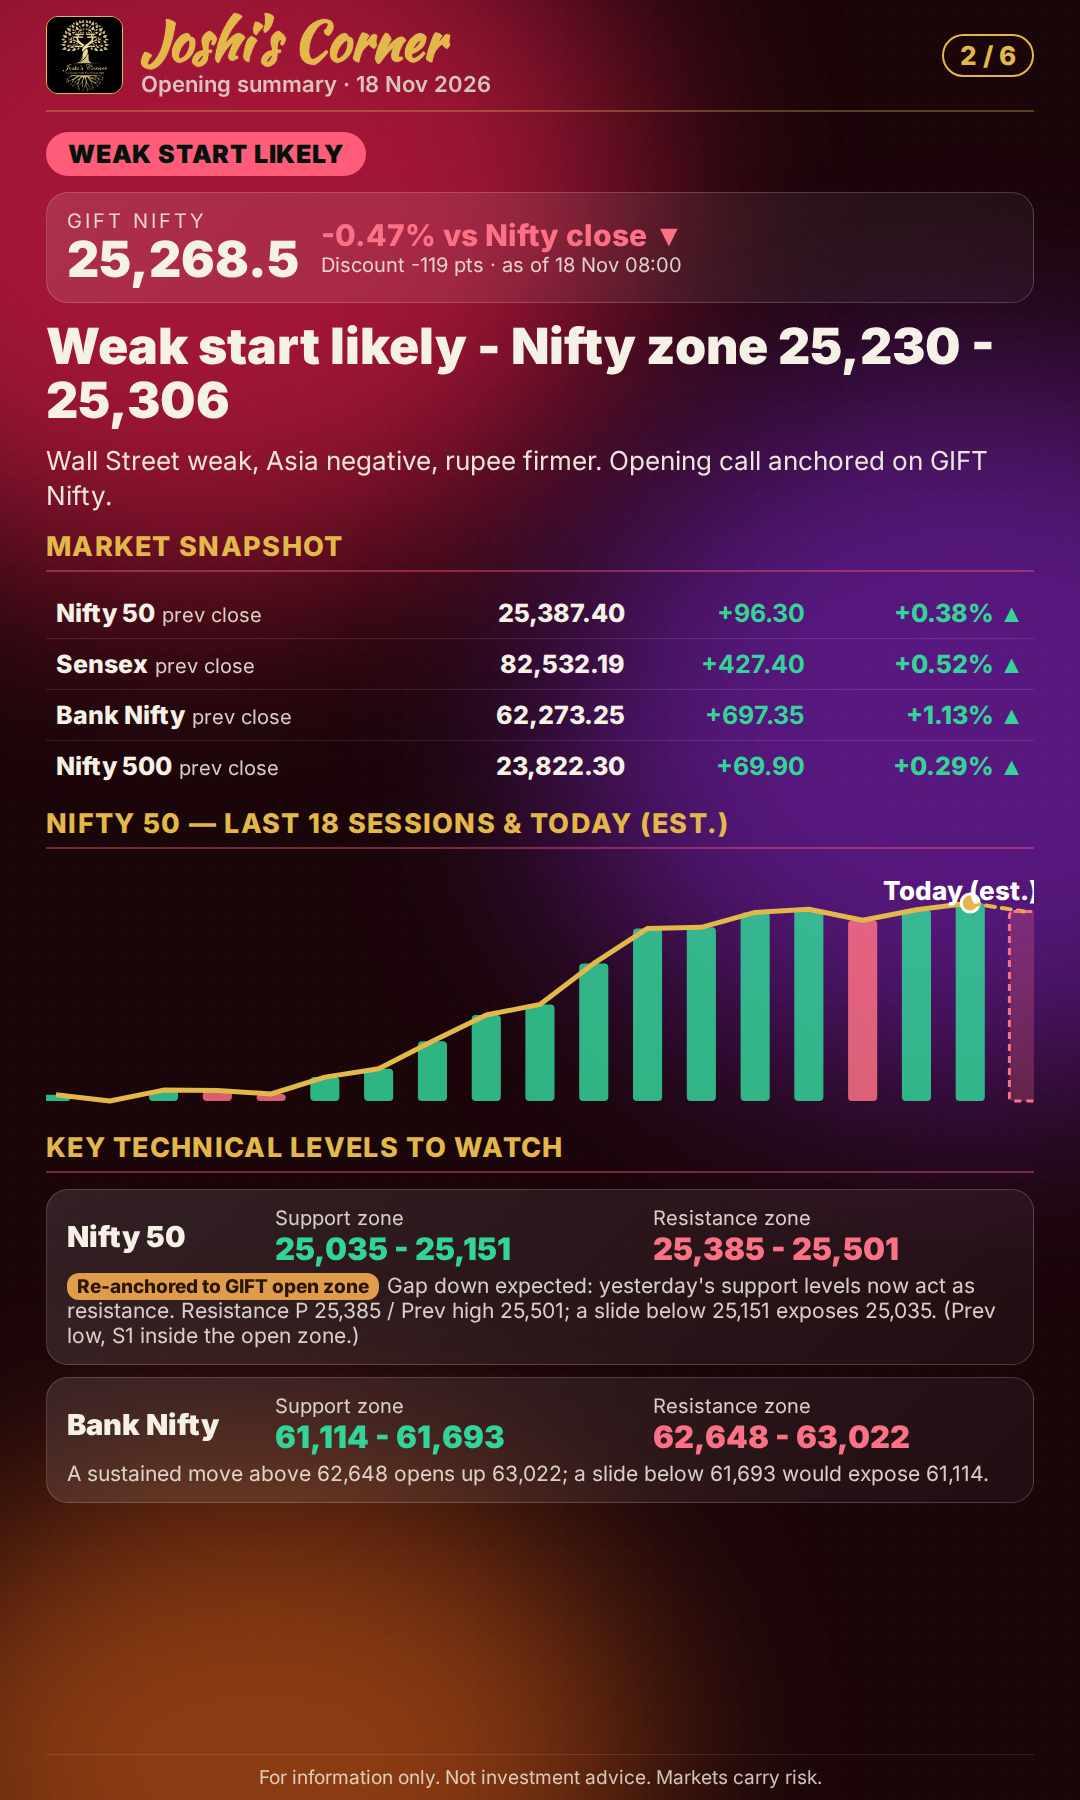 Joshi's Corner
Joshi's Corner
Opening summary · 18 Nov 2026
2 / 6
WEAK START LIKELY
GIFT NIFTY
25,268.5
-0.47% vs Nifty close ▼
Discount -119 pts · as of 18 Nov 08:00
Weak start likely - Nifty zone 25,230 -
25,306
Wall Street weak, Asia negative, rupee firmer. Opening call anchored on GIFT
Nifty.
MARKET SNAPSHOT
Nifty 50 prev close 25,387.40 +96.30 +0.38% ▲
Sensex prev close 82,532.19 +427.40 +0.52% ▲
Bank Nifty prev close 62,273.25 +697.35 +1.13% ▲
Nifty 500 prev close 23,822.30 +69.90 +0.29% ▲
NIFTY 50 — LAST 18 SESSIONS & TODAY (EST.)
Today (est.)
KEY TECHNICAL LEVELS TO WATCH
Nifty 50
Support zone
25,035 - 25,151
Resistance zone
25,385 - 25,501
Re-anchored to GIFT open zone Gap down expected: yesterday's support levels now act as
resistance. Resistance P 25,385 / Prev high 25,501; a slide below 25,151 exposes 25,035. (Prev
low, S1 inside the open zone.)
Bank Nifty
Support zone
61,114 - 61,693
Resistance zone
62,648 - 63,022
A sustained move above 62,648 opens up 63,022; a slide below 61,693 would expose 61,114.
For information only. Not investment advice. Markets carry risk.